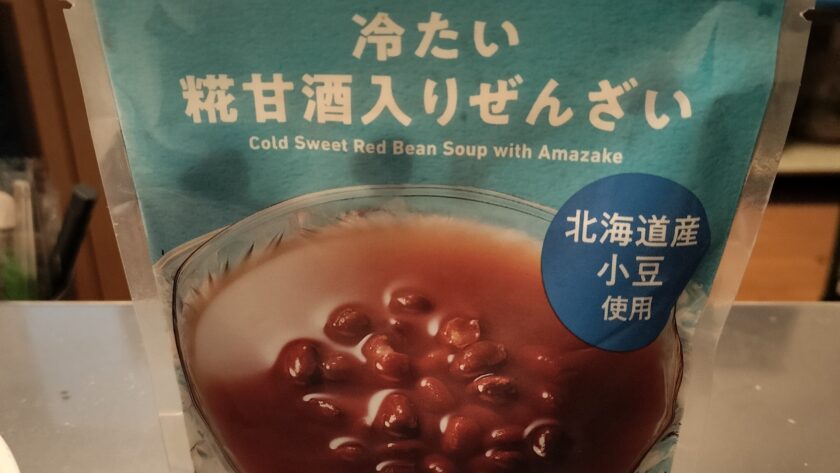 冷たい
糀甘酒入りぜんざい
Cold Sweet Red Bean Soup with Amazake
北海道産
小豆
使用